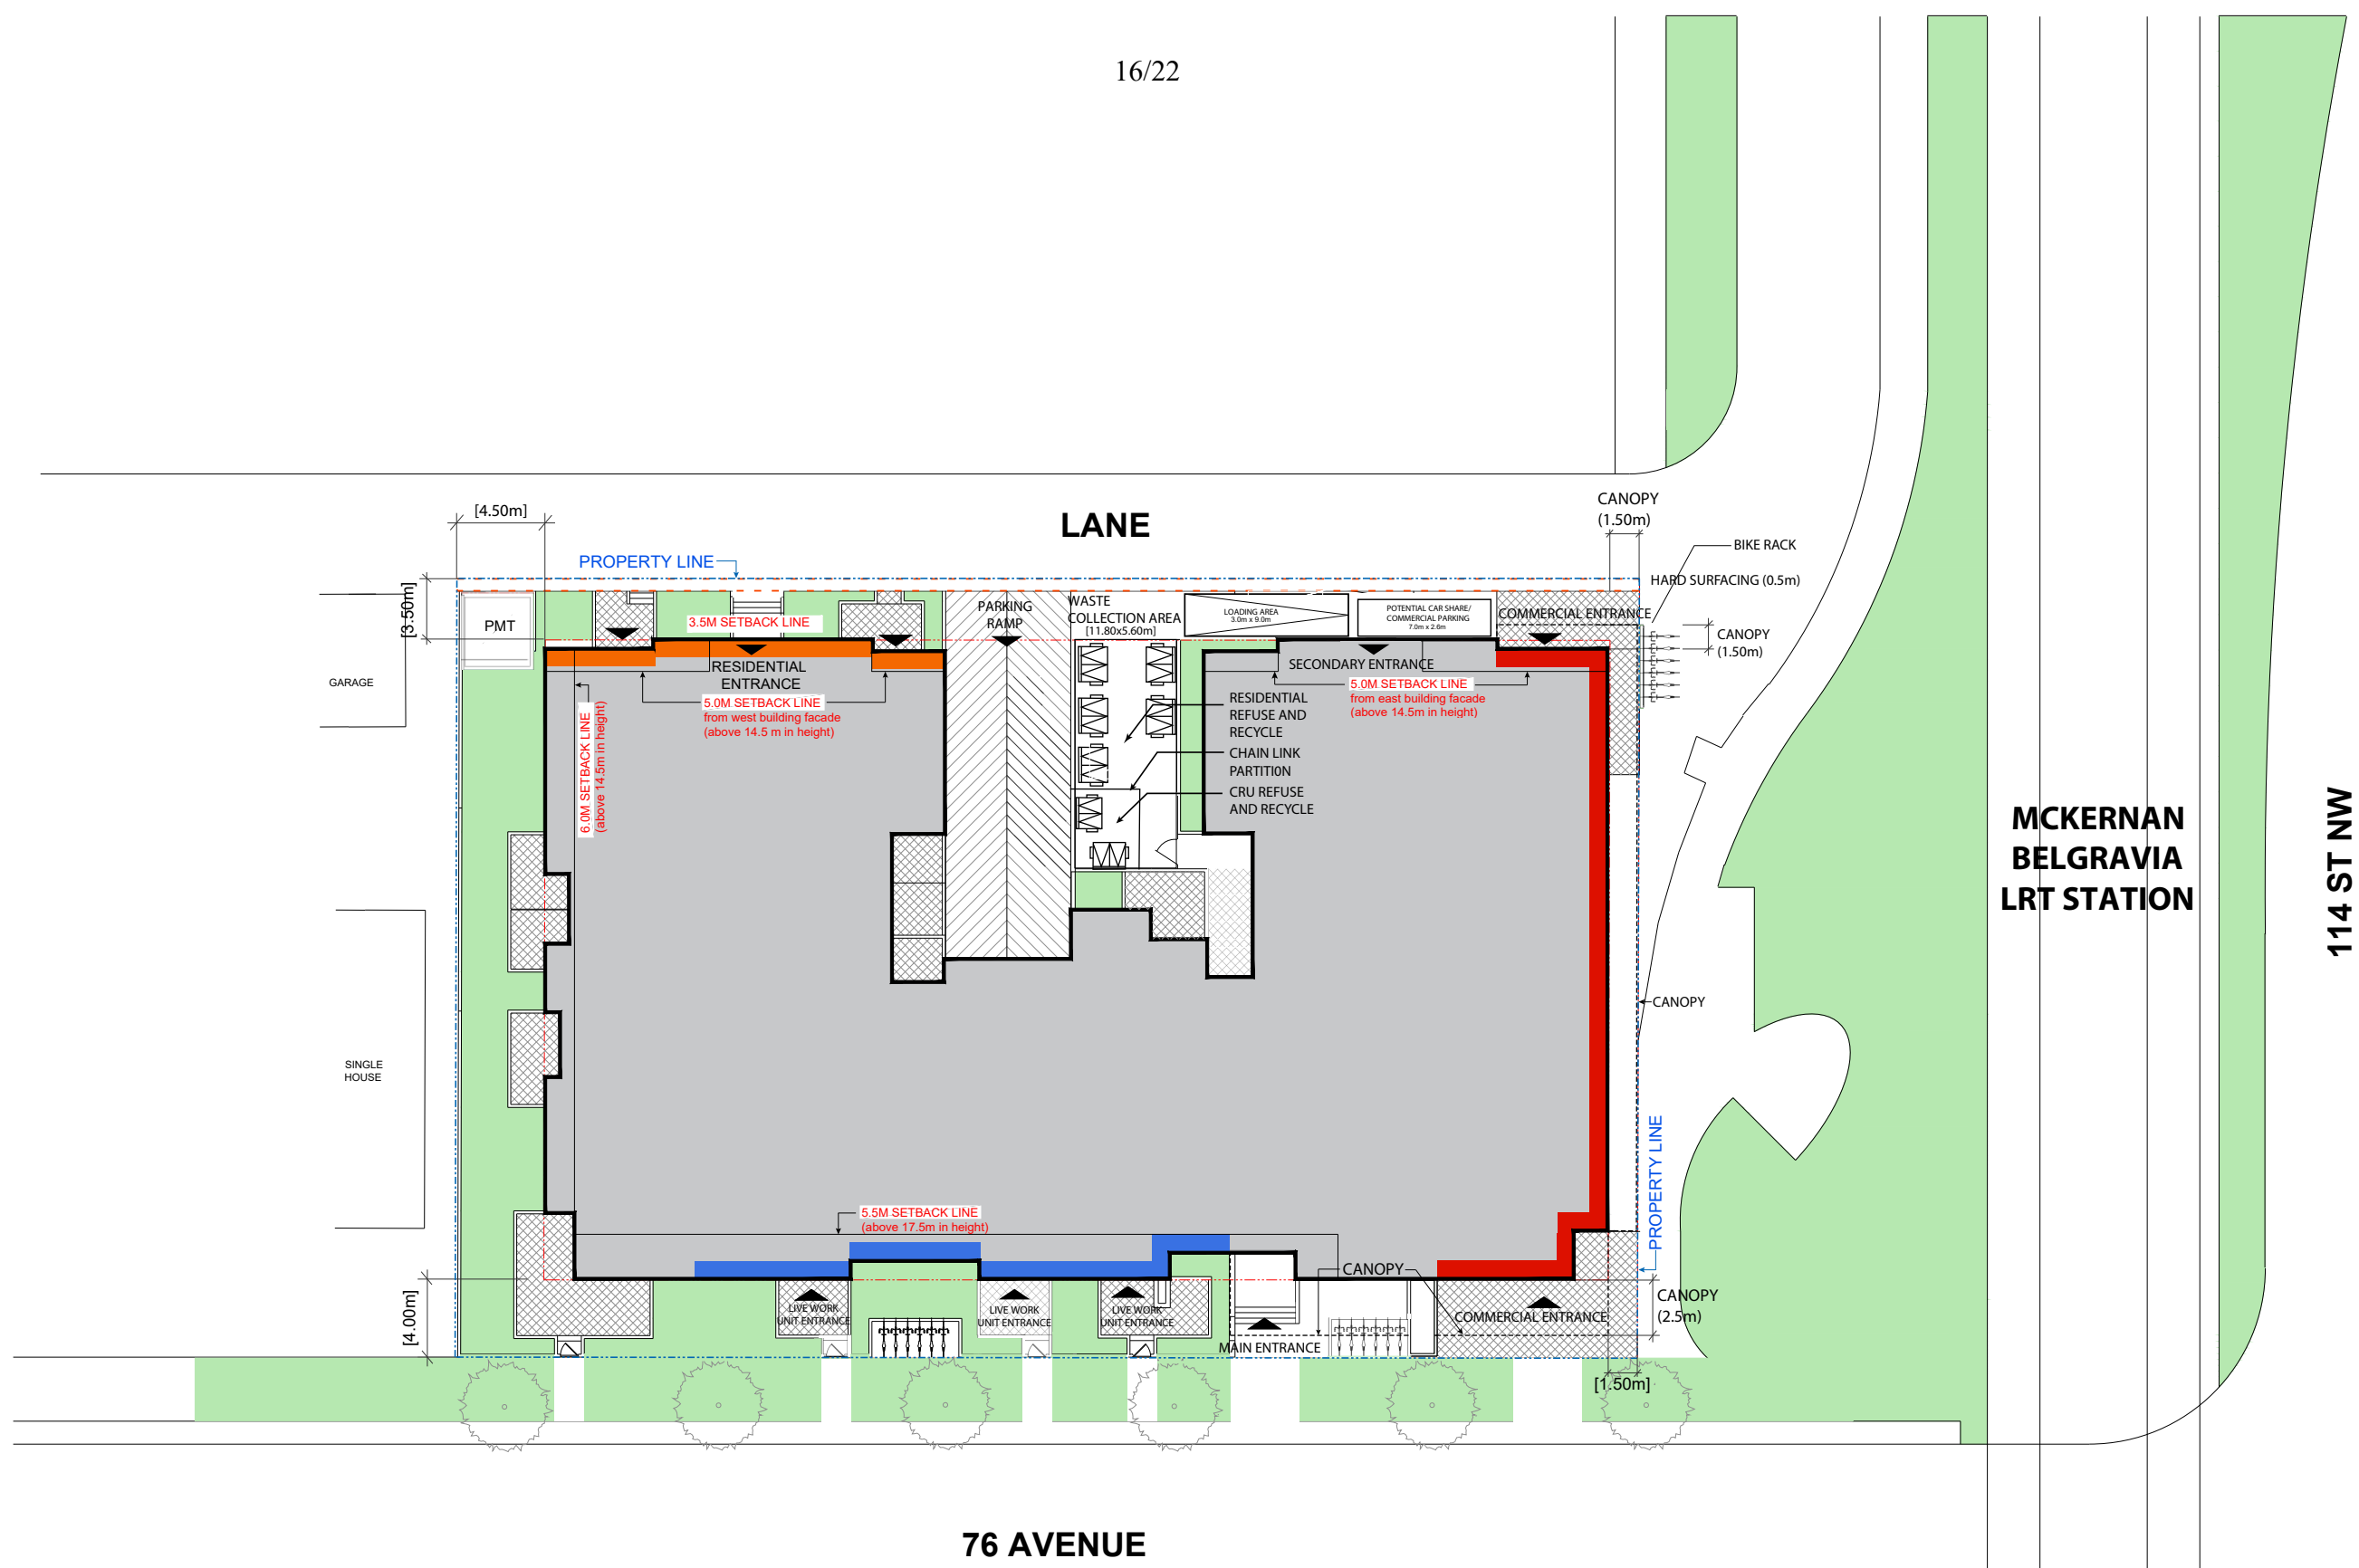 16/22
[4.50m]
LANE
CANOPY
(1.50m)
BIKE RACK
PROPERTY LINE
HARD SURFACING (0.5m)
[3.50m]
PMT
3.5M SETBACK LINE
PARKING
RAMP
WASTE
COLLECTION AREA
[11.80x5.60m]
LOADING AREA
3.0m x 9.0m
POTENTIAL CAR SHARE/
COMMERCIAL PARKING
7.0m x 2.6m
COMMERCIAL ENTRANCE
CANOPY
(1.50m)
GARAGE
RESIDENTIAL
ENTRANCE
SECONDARY ENTRANCE
5.0M SETBACK LINE
from west building facade
(above 14.5 m in height)
5.0M SETBACK LINE
from east building facade
(above 14.5m in height)
6.0M SETBACK LINE
(above 14.5m in height)
RESIDENTIAL
REFUSE AND
RECYCLE
CHAIN LINK
PARTITION
CRU REFUSE
AND RECYCLE
MCKERNAN
BELGRAVIA
LRT STATION
114 ST NW
CANOPY
SINGLE
HOUSE
PROPERTY LINE
5.5M SETBACK LINE
(above 17.5m in height)
CANOPY
[4.00m]
LIVE WORK
UNIT ENTRANCE
LIVE WORK
UNIT ENTRANCE
LIVE WORK
UNIT ENTRANCE
COMMERCIAL ENTRANCE
CANOPY
(2.5m)
MAIN ENTRANCE
[1.50m]
76 AVENUE